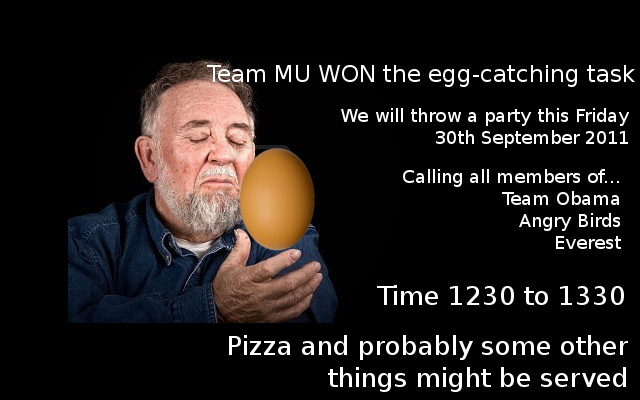 Team MU WON the egg-catching task
We will throw a party this Friday
30th September 2011
Calling all members of...
Team Obama
Angry Birds
Everest
Time 1230 to 1330
Pizza and probably some other
things might be served